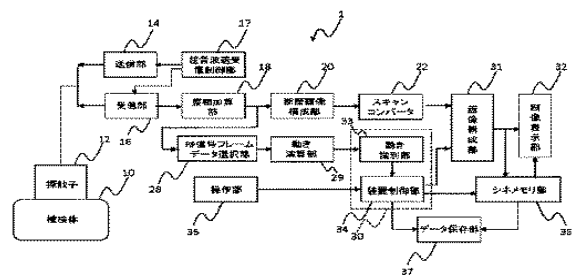 1
14
17
送信部
超音波送受信制御部
18
20
22
31
32
受信部
整相加算部
断層画像構成部
スキャンコンバータ
画像構成部
画像表示部
16
33
12
RF信号フレームデータ選択部
動き演算部
動き識別部
探触子
28
29
10
操作部
装置制御部
シネメモリ部
被検体
35
34
30
36
データ保存部
37